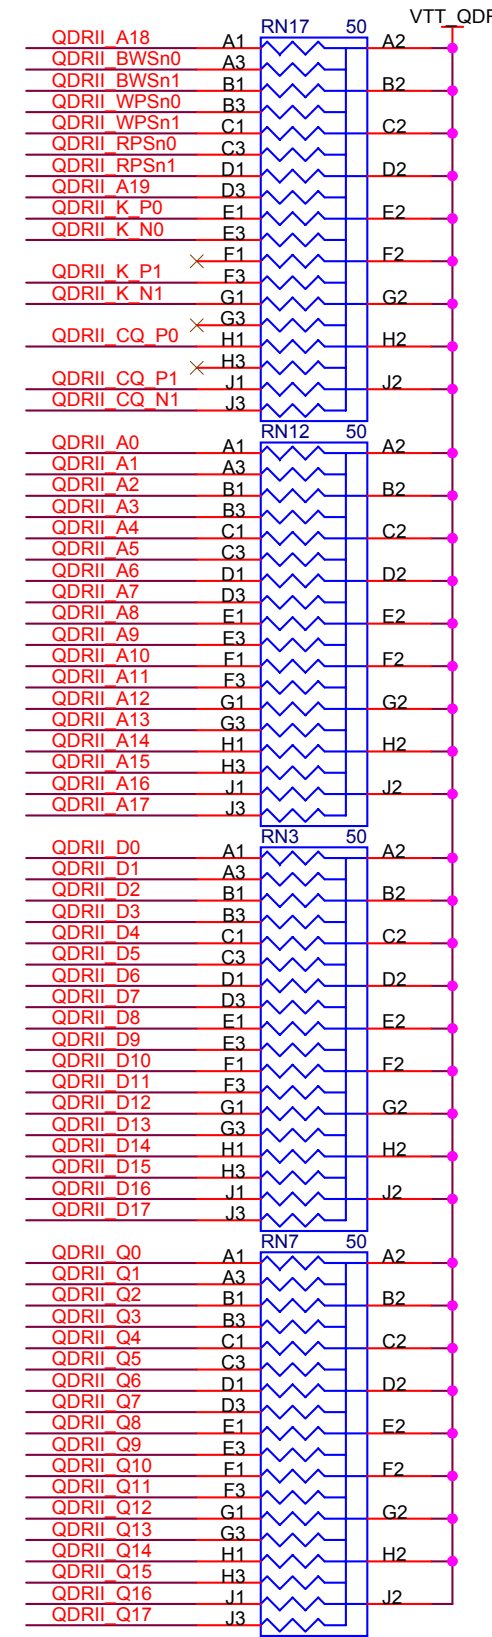 VTT_QDR
RN17 50
QDRII_A18 A1 A2
QDRII_BWSn0 A3
QDRII_BWSn1 B1 B2
QDRII_WPSn0 B3
QDRII_WPSn1 C1 C2
QDRII_RPSn0 C3
QDRII_RPSn1 D1 D2
QDRII_A19 D3
QDRII_K_P0 E1 E2
QDRII_K_N0 E3
F1 F2
QDRII_K_P1 F3
QDRII_K_N1 G1 G2
G3
QDRII_CQ_P0 H1 H2
H3
QDRII_CQ_P1 J1 J2
QDRII_CQ_N1 J3
RN12 50
QDRII_A0 A1 A2
QDRII_A1 A3
QDRII_A2 B1 B2
QDRII_A3 B3
QDRII_A4 C1 C2
QDRII_A5 C3
QDRII_A6 D1 D2
QDRII_A7 D3
QDRII_A8 E1 E2
QDRII_A9 E3
QDRII_A10 F1 F2
QDRII_A11 F3
QDRII_A12 G1 G2
QDRII_A13 G3
QDRII_A14 H1 H2
QDRII_A15 H3
QDRII_A16 J1 J2
QDRII_A17 J3
RN3 50
QDRII_D0 A1 A2
QDRII_D1 A3
QDRII_D2 B1 B2
QDRII_D3 B3
QDRII_D4 C1 C2
QDRII_D5 C3
QDRII_D6 D1 D2
QDRII_D7 D3
QDRII_D8 E1 E2
QDRII_D9 E3
QDRII_D10 F1 F2
QDRII_D11 F3
QDRII_D12 G1 G2
QDRII_D13 G3
QDRII_D14 H1 H2
QDRII_D15 H3
QDRII_D16 J1 J2
QDRII_D17 J3
RN7 50
QDRII_Q0 A1 A2
QDRII_Q1 A3
QDRII_Q2 B1 B2
QDRII_Q3 B3
QDRII_Q4 C1 C2
QDRII_Q5 C3
QDRII_Q6 D1 D2
QDRII_Q7 D3
QDRII_Q8 E1 E2
QDRII_Q9 E3
QDRII_Q10 F1 F2
QDRII_Q11 F3
QDRII_Q12 G1 G2
QDRII_Q13 G3
QDRII_Q14 H1 H2
QDRII_Q15 H3
QDRII_Q16 J1 J2
QDRII_Q17 J3